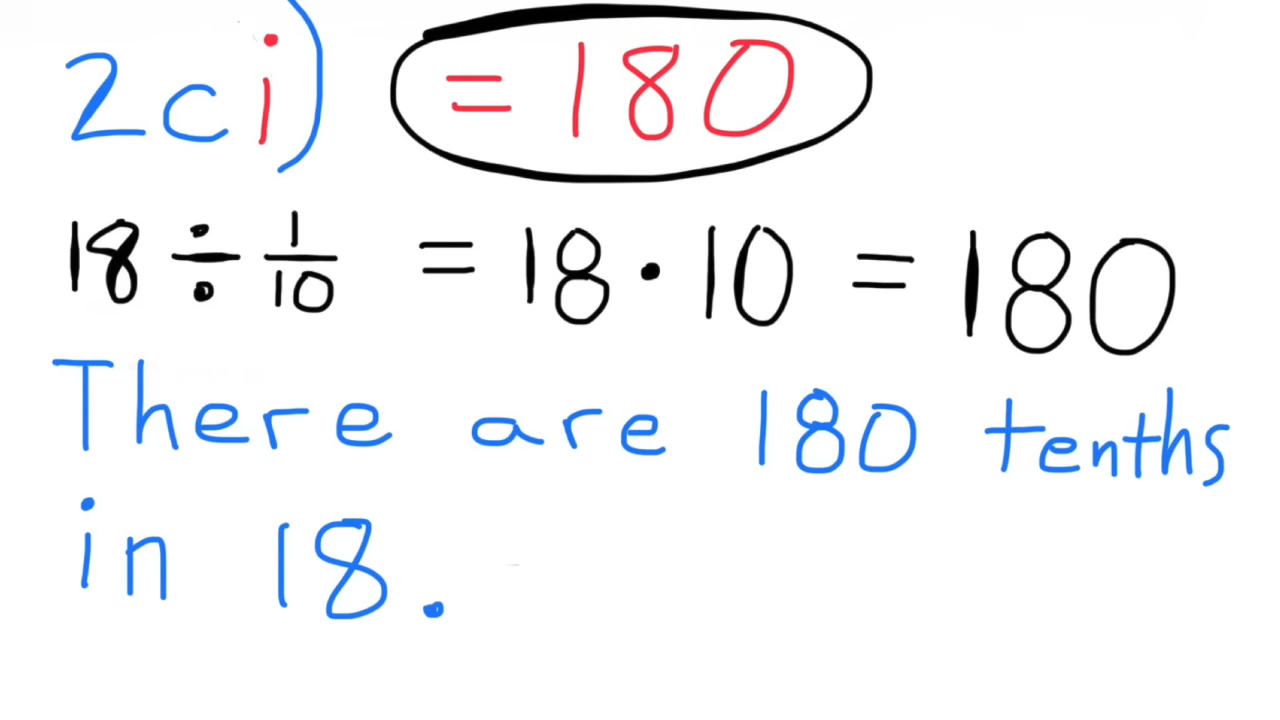 2ci) = 180
18 ÷ 1/10 = 18 · 10 = 180
There are 180 tenths
in 18.